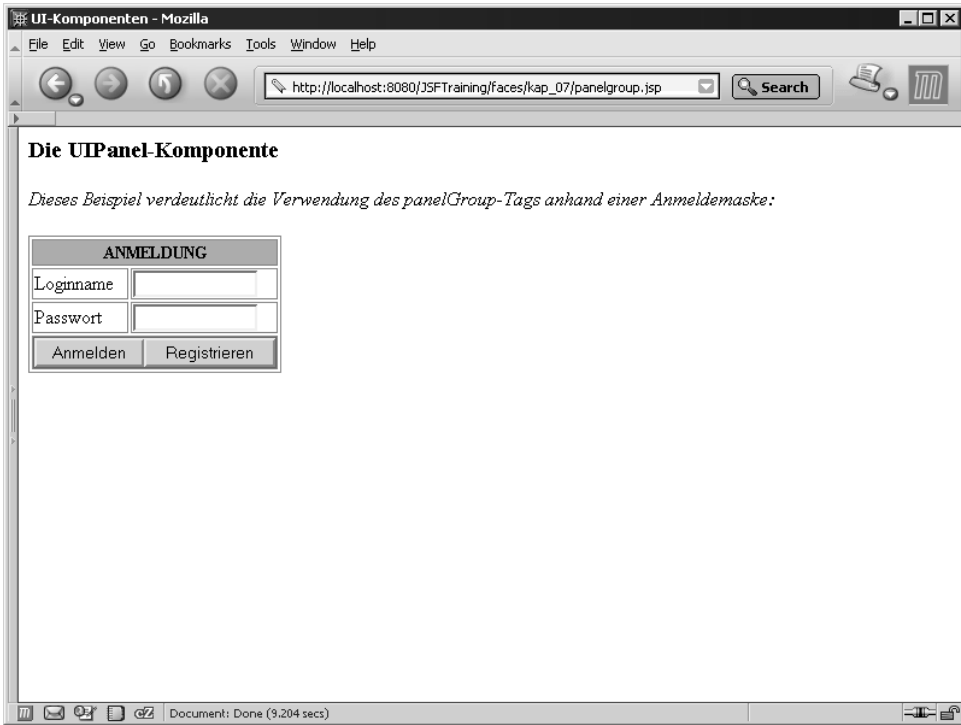 UI-Komponenten - Mozilla
File Edit View Go Bookmarks Tools Window Help
http://localhost:8080/JSFTraining/faces/kap_07/panelgroup.jsp Search
Die UIPanel-Komponente
Dieses Beispiel verdeutlicht die Verwendung des panelGroup-Tags anhand einer Anmeldemaske:
ANMELDUNG
Loginname
Passwort
Anmelden Registrieren
Document: Done (9.204 secs)